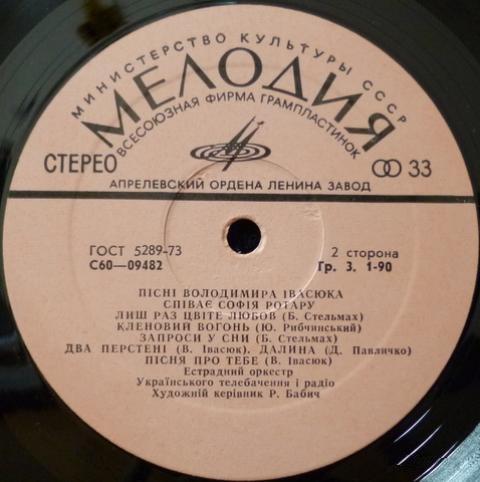 МИНИСТЕРСТВО КУЛЬТУРЫ СССР
МЕЛОДИЯ
ВСЕСОЮЗНАЯ ФИРМА ГРАМПЛАСТИНОК
СТЕРЕО 33
АПРЕЛЕВСКИЙ ОРДЕНА ЛЕНИНА ЗАВОД
ГОСТ 5289-73 2 сторона
С60—09482 Гр. 3. 1-90
ПІСНІ ВОЛОДИМИРА ІВАСЮКА
СПІВАЄ СОФІЯ РОТАРУ
ЛИШ РАЗ ЦВІТЕ ЛЮБОВ (Б. Стельмах)
КЛЕНОВИЙ ВОГОНЬ (Ю. Рибчинський)
ЗАПРОСИ У СНИ (Б. Стельмах)
ДВА ПЕРСТЕНІ (В. Івасюк). ДАЛИНА (Д. Павличко)
ПІСНЯ ПРО ТЕБЕ (В. Івасюк)
Естрадний оркестр
Українського телебачення і радіо
Художній керівник Р. Бабич